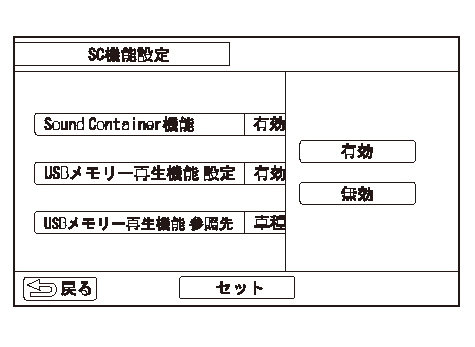 SC機能設定
Sound Container機能 有効
有効
USBメモリー再生機能 設定 有効
無効
USBメモリー再生機能 参照先 車種
戻る セット